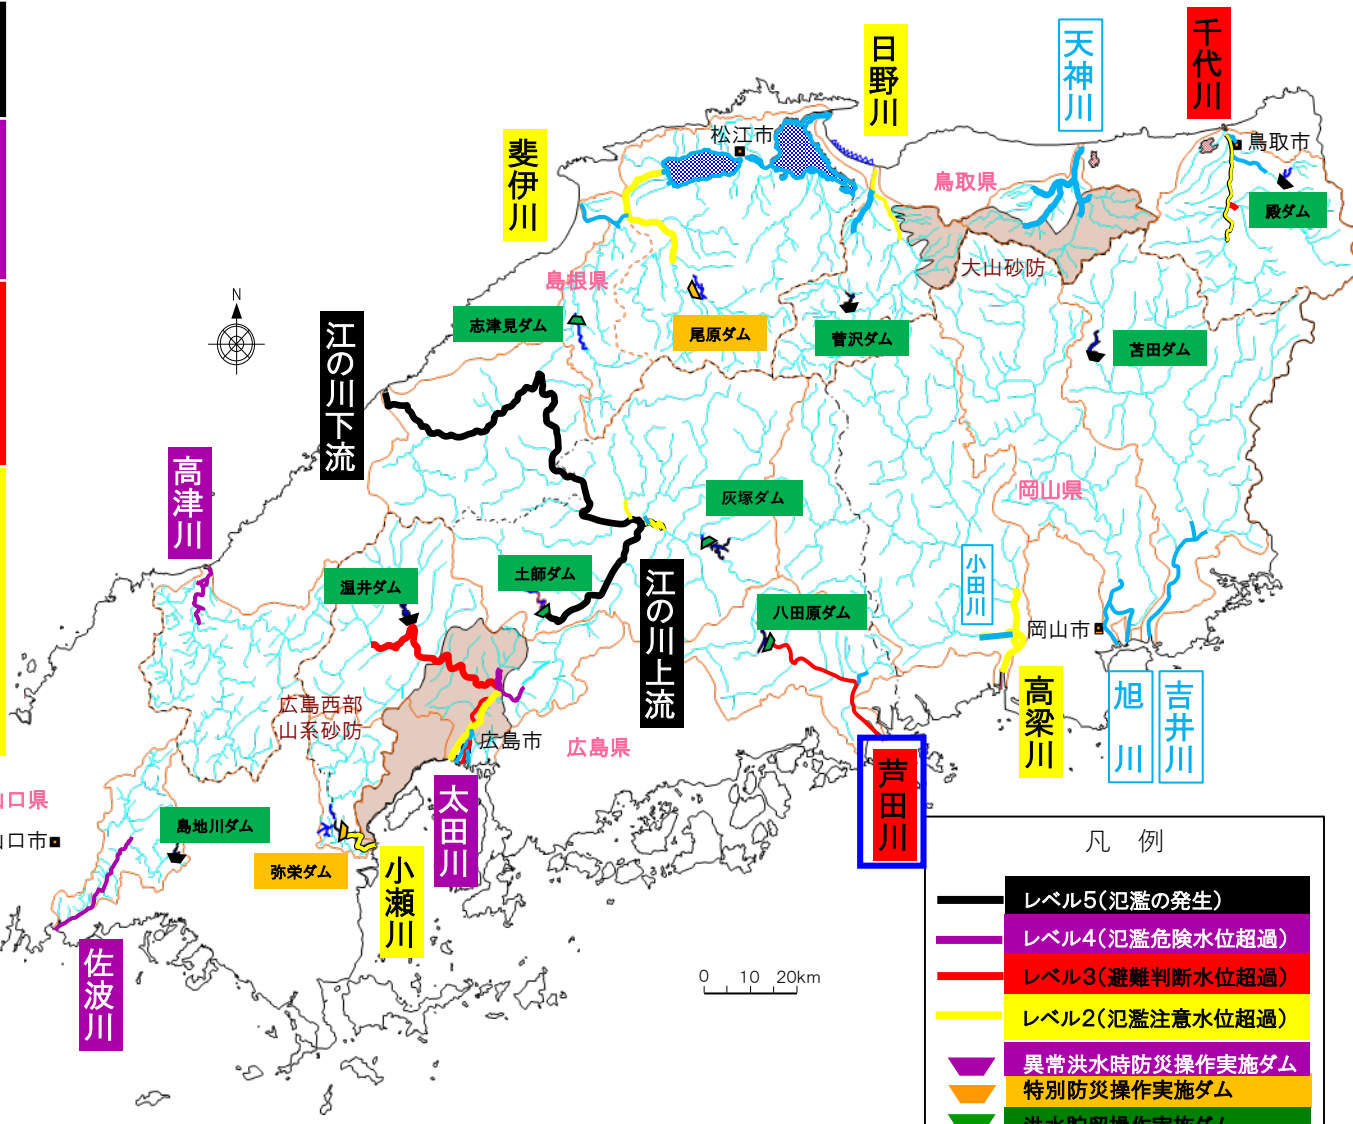 千代川
天神川
日野川
斐伊川
松江市
鳥取市
鳥取県
殿ダム
大山砂防
島根県
志津見ダム
尾原ダム
菅沢ダム
苫田ダム
N
江の川下流
高津川
灰塚ダム
岡山県
温井ダム
土師ダム
小田川
江の川上流
八田原ダム
岡山市
広島西部
山系砂防
広島市
広島県
高梁川
旭川
吉井川
芦田川
太田川
口県
口市
島地川ダム
弥栄ダム
小瀬川
佐波川
0 10 20km
凡 例
レベル5(氾濫の発生)
レベル4(氾濫危険水位超過)
レベル3(避難判断水位超過)
レベル2(氾濫注意水位超過)
異常洪水時防災操作実施ダム
特別防災操作実施ダム
洪水貯留操作実施ダム